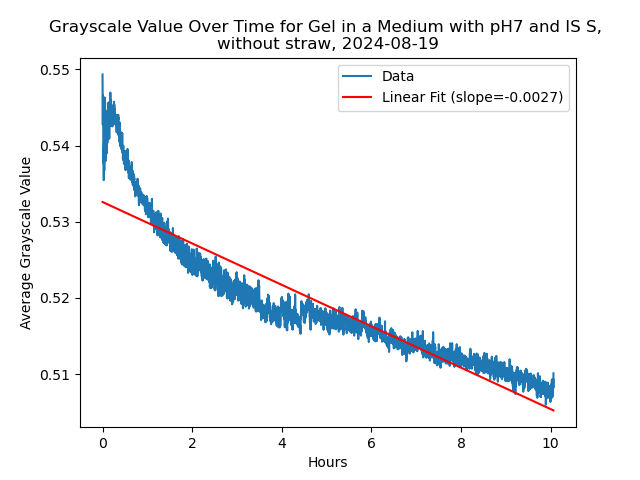 Grayscale Value Over Time for Gel in a Medium with pH7 and IS S,
without straw, 2024-08-19
Data
Linear Fit (slope=-0.0027)
0.55
0.54
0.53
0.52
0.51
Average Grayscale Value
0
2
4
6
8
10
Hours